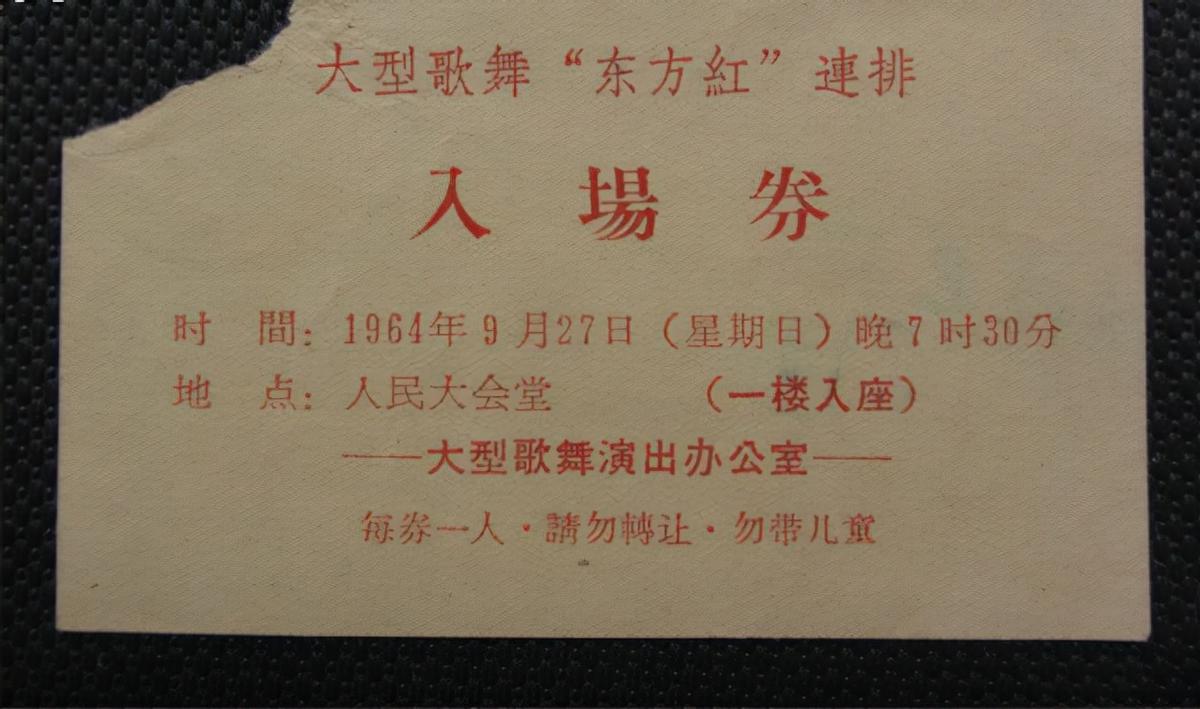 大型歌舞“东方紅”連排
入場券
时間：1964年9月27日（星期日）晚7时30分
地点：人民大会堂（一楼入座）
——大型歌舞演出办公室——
每券一人·請勿轉让·勿带儿童